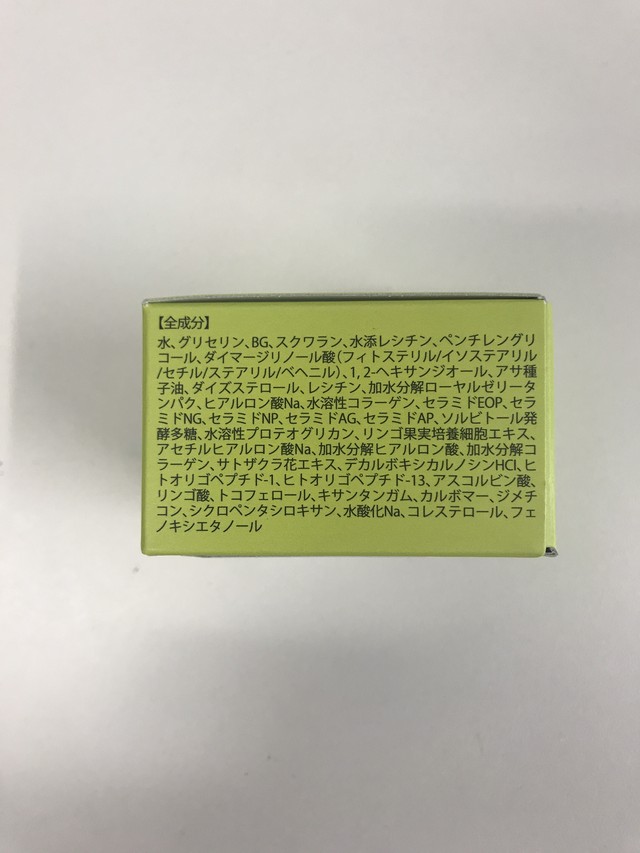 【全成分】
水、グリセリン、BG、スクワラン、水添レシチン、ペンチレングリ
コール、ダイマージリノール酸(フィトステリル/イソステアリル
/セチル/ステアリル/ベヘニル)、1,2-ヘキサンジオール、アサ種
子油、ダイズステロール、レシチン、加水分解ローヤルゼリータ
ンパク、ヒアルロン酸Na、水溶性コラーゲン、セラミドEOP、セラ
ミドNG、セラミドNP、セラミドAG、セラミドAP、ソルビトール発
酵多糖、水溶性プロテオグリカン、リンゴ果実培養細胞エキス、
アセチルヒアルロン酸Na、加水分解ヒアルロン酸、加水分解コ
ラーゲン、サトザクラ花エキス、デカルボキシカルノシンHCl、ヒ
トオリゴペプチド-1、ヒトオリゴペプチド-13、アスコルビン酸、
リンゴ酸、トコフェロール、キサンタンガム、カルボマー、ジメチ
コン、シクロペンタシロキサン、水酸化Na、コレステロール、フェ
ノキシエタノール